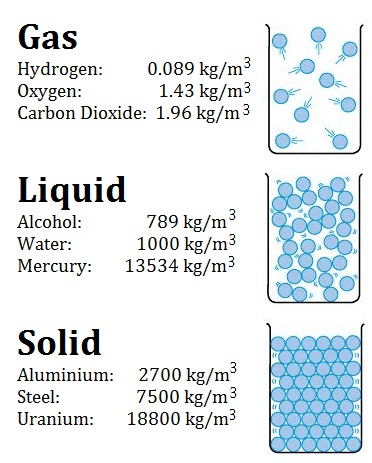 Gas
Hydrogen: 0.089 kg/m³
Oxygen: 1.43 kg/m³
Carbon Dioxide: 1.96 kg/m³
Liquid
Alcohol: 789 kg/m³
Water: 1000 kg/m³
Mercury: 13534 kg/m³
Solid
Aluminium: 2700 kg/m³
Steel: 7500 kg/m³
Uranium: 18800 kg/m³